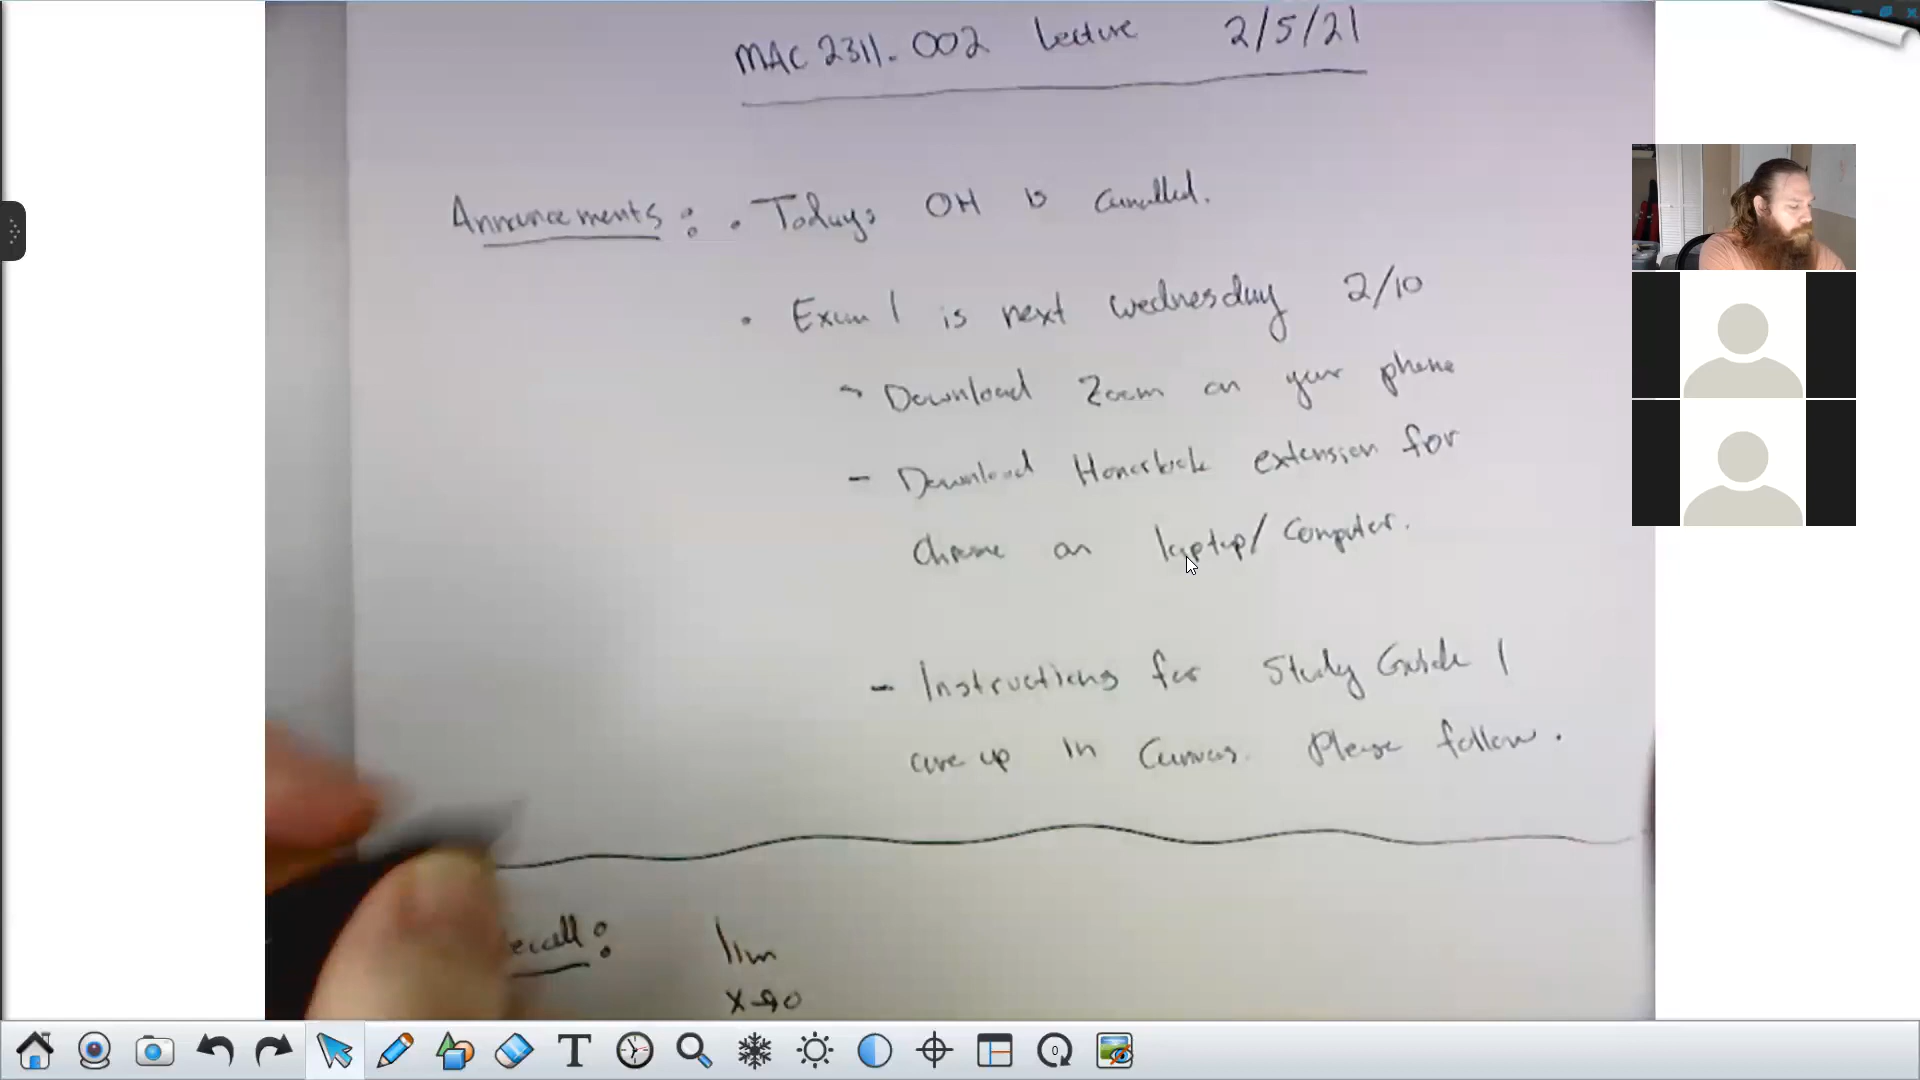 MAC 2311.002 Lecture 2/5/21
Announcements: • Todays OH is cancelled.
• Exam 1 is next Wednesday 2/10
- Download Zoom on your phone
- Download Honorlock extension for
Chrome on laptop/computer.
- Instructions for Study Guide 1
are up in Canvas. Please follow.
ecall: lim
x→0
T
0